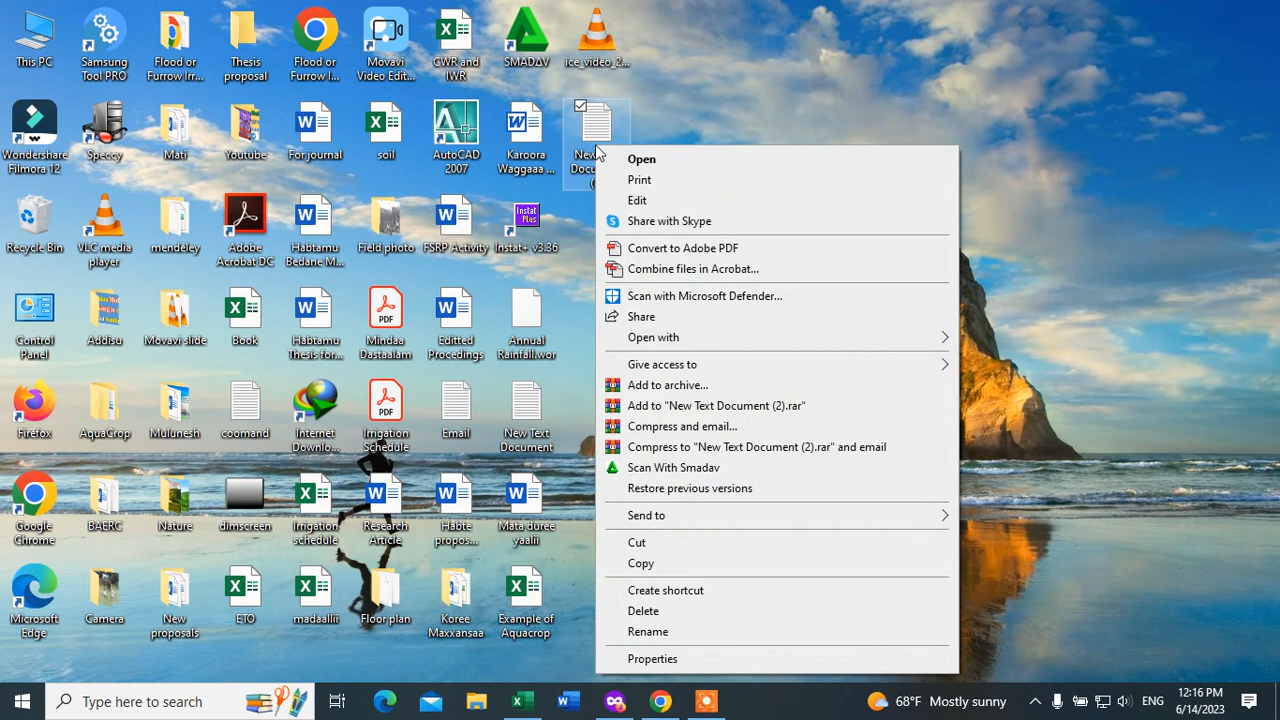 This PC
Samsung
Tool PRO
Flood or
Furrow Irr...
Thesis
proposal
Flood or
Furrow I...
Movavi
Video Edit...
CWR and
IWR
SMADΔV
ice_video_2...
Wondershare
Filmora 12
Speccy
Mati
Youtube
For journal
soil
AutoCAD
2007
Karoora
Waggaaa ...
Recycle Bin
VLC media
player
mendeley
Adobe
Acrobat DC
Habtamu
Bedane M...
Field photo
FSRP Activity
Instat
Plus
Instat+ v3.36
Control
Panel
Addisu
Movavi slide
Book
Habtamu
Thesis for...
PDF
Mindaa
Dastaalam
Editted
Procedings
Annual
Rainfall.wor
Firefox
AquaCrop
Mulunesh
coomand
Internet
Downlo...
PDF
Irrigation
Schedule
Email
New Text
Document
Google
Chrome
BAERC
Nature
dimscreen
Irrigation
schedule
Research
Article
Habte
propos...
Mata duree
yaalii
Microsoft
Edge
Camera
New
proposals
ETO
madaallii
Floor plan
Koree
Maxxansaa
Example of
Aquacrop
Open
Print
Edit
Share with Skype
Convert to Adobe PDF
Combine files in Acrobat...
Scan with Microsoft Defender...
Share
Open with
Give access to
Add to archive...
Add to "New Text Document (2).rar"
Compress and email...
Compress to "New Text Document (2).rar" and email
Scan With Smadav
Restore previous versions
Send to
Cut
Copy
Create shortcut
Delete
Rename
Properties
Type here to search
68°F Mostly sunny
ENG
12:16 PM
6/14/2023